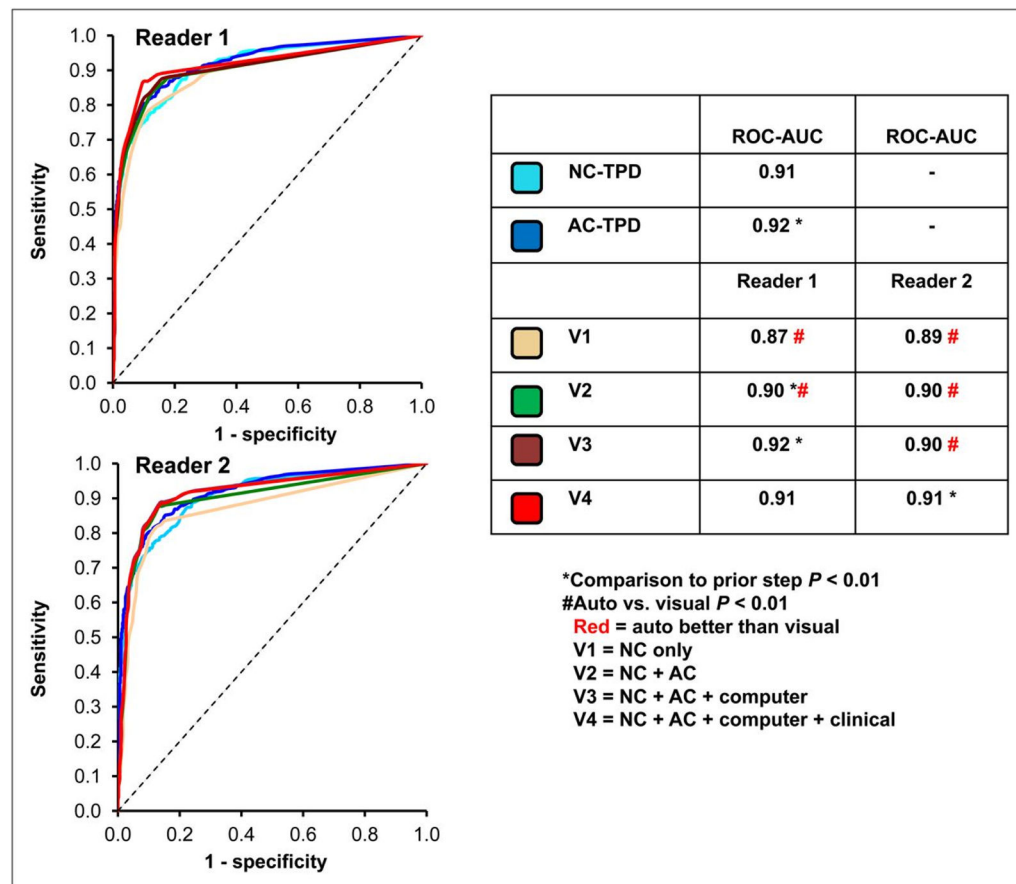 Reader 1
1.0
0.9
0.8
0.7
0.6
0.5
0.4
0.3
0.2
0.1
0.0
Sensitivity
0.0 0.2 0.4 0.6 0.8 1.0
1 - specificity
Reader 2
1.0
0.9
0.8
0.7
0.6
0.5
0.4
0.3
0.2
0.1
0.0
Sensitivity
0.0 0.2 0.4 0.6 0.8 1.0
1 - specificity
ROC-AUC ROC-AUC
NC-TPD 0.91 -
AC-TPD 0.92 * -
Reader 1 Reader 2
V1 0.87 # 0.89 #
V2 0.90 *# 0.90 #
V3 0.92 * 0.90 #
V4 0.91 0.91 *
*Comparison to prior step P < 0.01
#Auto vs. visual P < 0.01
Red = auto better than visual
V1 = NC only
V2 = NC + AC
V3 = NC + AC + computer
V4 = NC + AC + computer + clinical